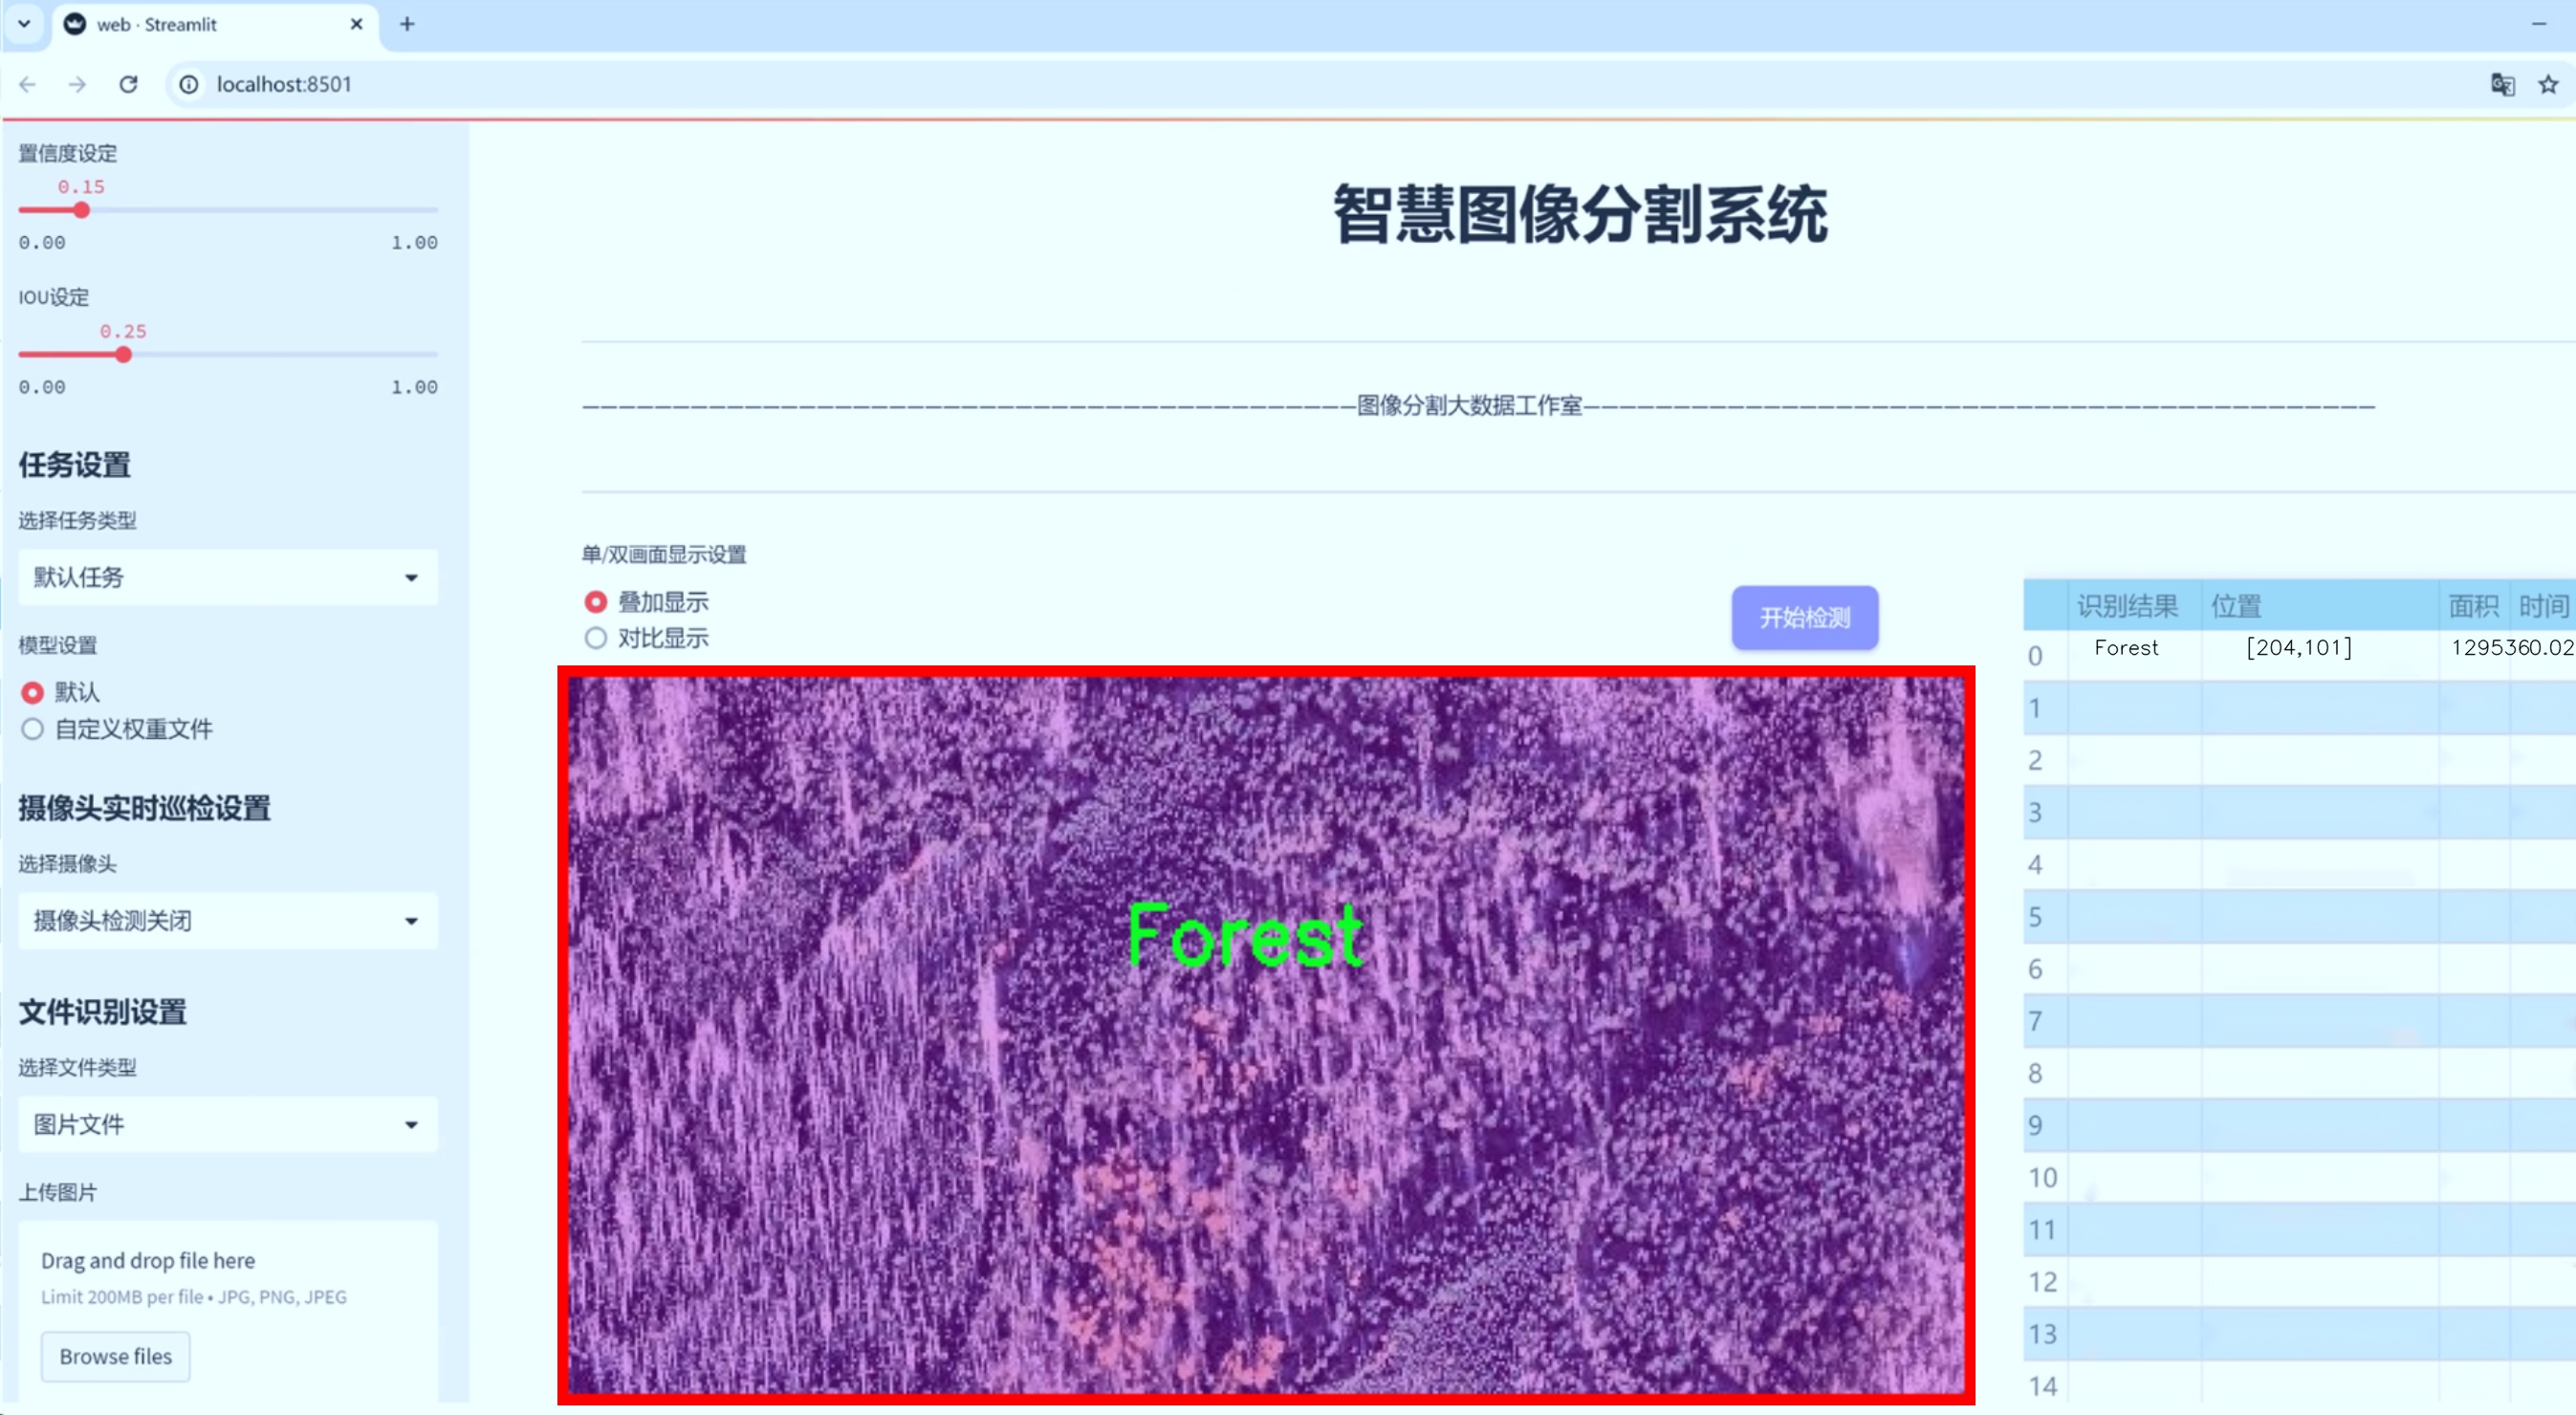 web · Streamlit
localhost:8501
置信度设定
0.15
0.00 1.00
IOU设定
0.25
0.00 1.00
任务设置
选择任务类型
默认任务
模型设置
默认
自定义权重文件
摄像头实时巡检设置
选择摄像头
摄像头检测关闭
文件识别设置
选择文件类型
图片文件
上传图片
Drag and drop file here
Limit 200MB per file • JPG, PNG, JPEG
Browse files
智慧图像分割系统
图像分割大数据工作室
单/双画面显示设置
叠加显示
对比显示
开始检测
Forest
识别结果 位置 面积 时间
0 Forest [204,101] 1295360.02
1
2
3
4
5
6
7
8
9
10
11
12
13
14